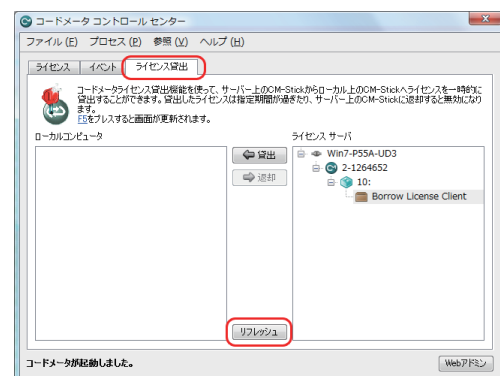 コードメータ コントロール センター
ファイル (F) プロセス (P) 参照 (V) ヘルプ (H)
ライセンス イベント ライセンス貸出
コードメータライセンス貸出機能を使って、サーバー上のCM-Stickからローカル上のCM-Stickへライセンスを一時的に
貸出することができます。貸出したライセンスは指定期間が過ぎたり、サーバー上のCM-Stickに返却すると無効になり
ます。
F5をプレスすると画面が更新されます。
ローカルコンピュータ
ライセンス サーバ
貸出
返却
Win7-P55A-UD3
2-1264652
10:
Borrow License Client
リフレッシュ
コードメータが起動しました。
Webアドミン